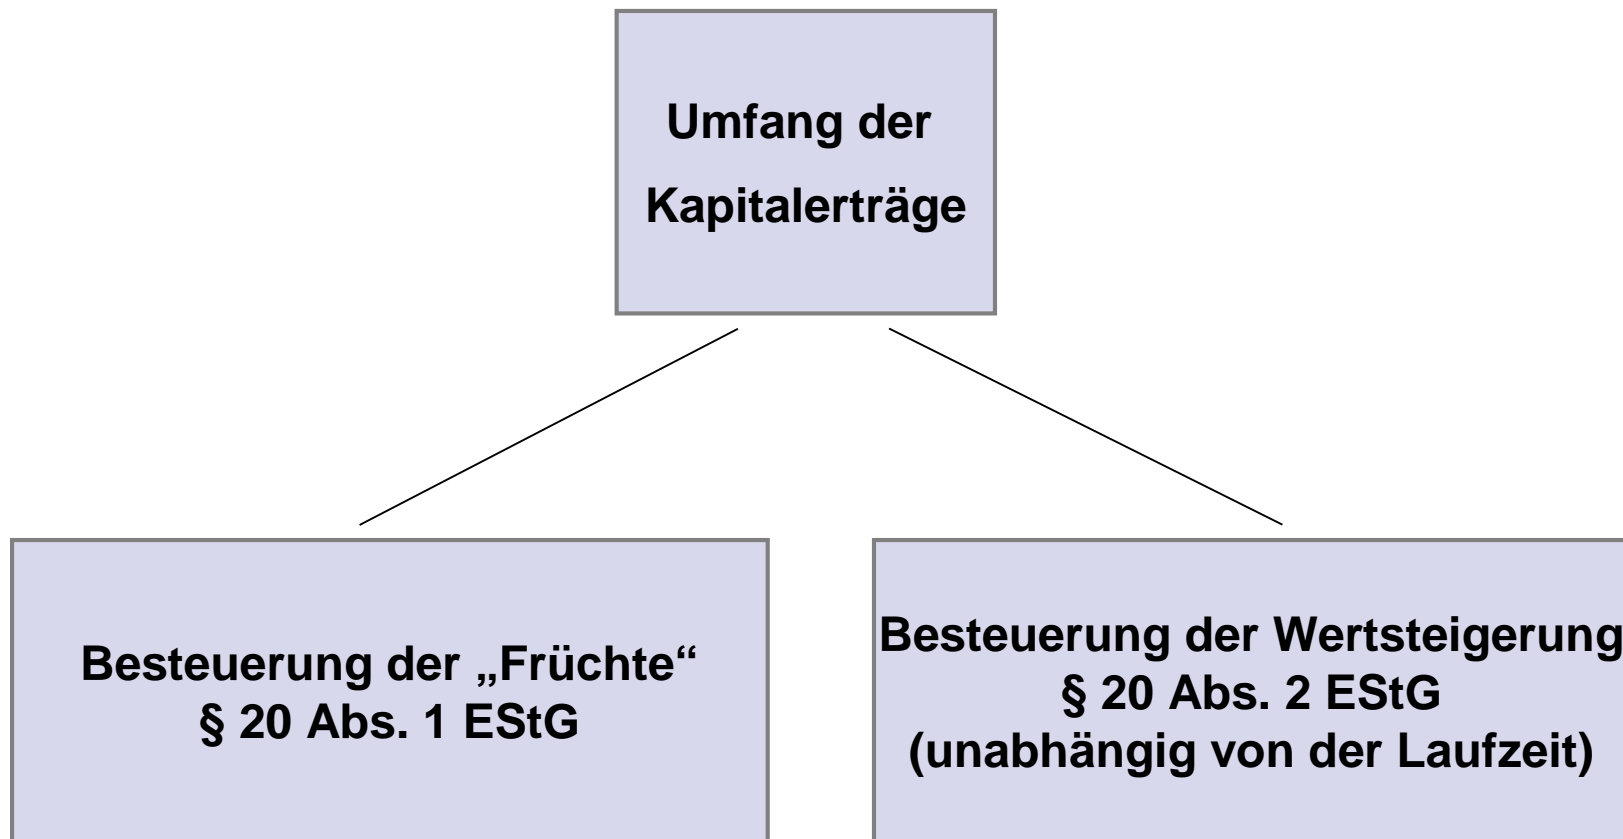 Umfang der
Kapitalerträge
Besteuerung der „Früchte“
§ 20 Abs. 1 EStG
Besteuerung der Wertsteigerung
§ 20 Abs. 2 EStG
(unabhängig von der Laufzeit)